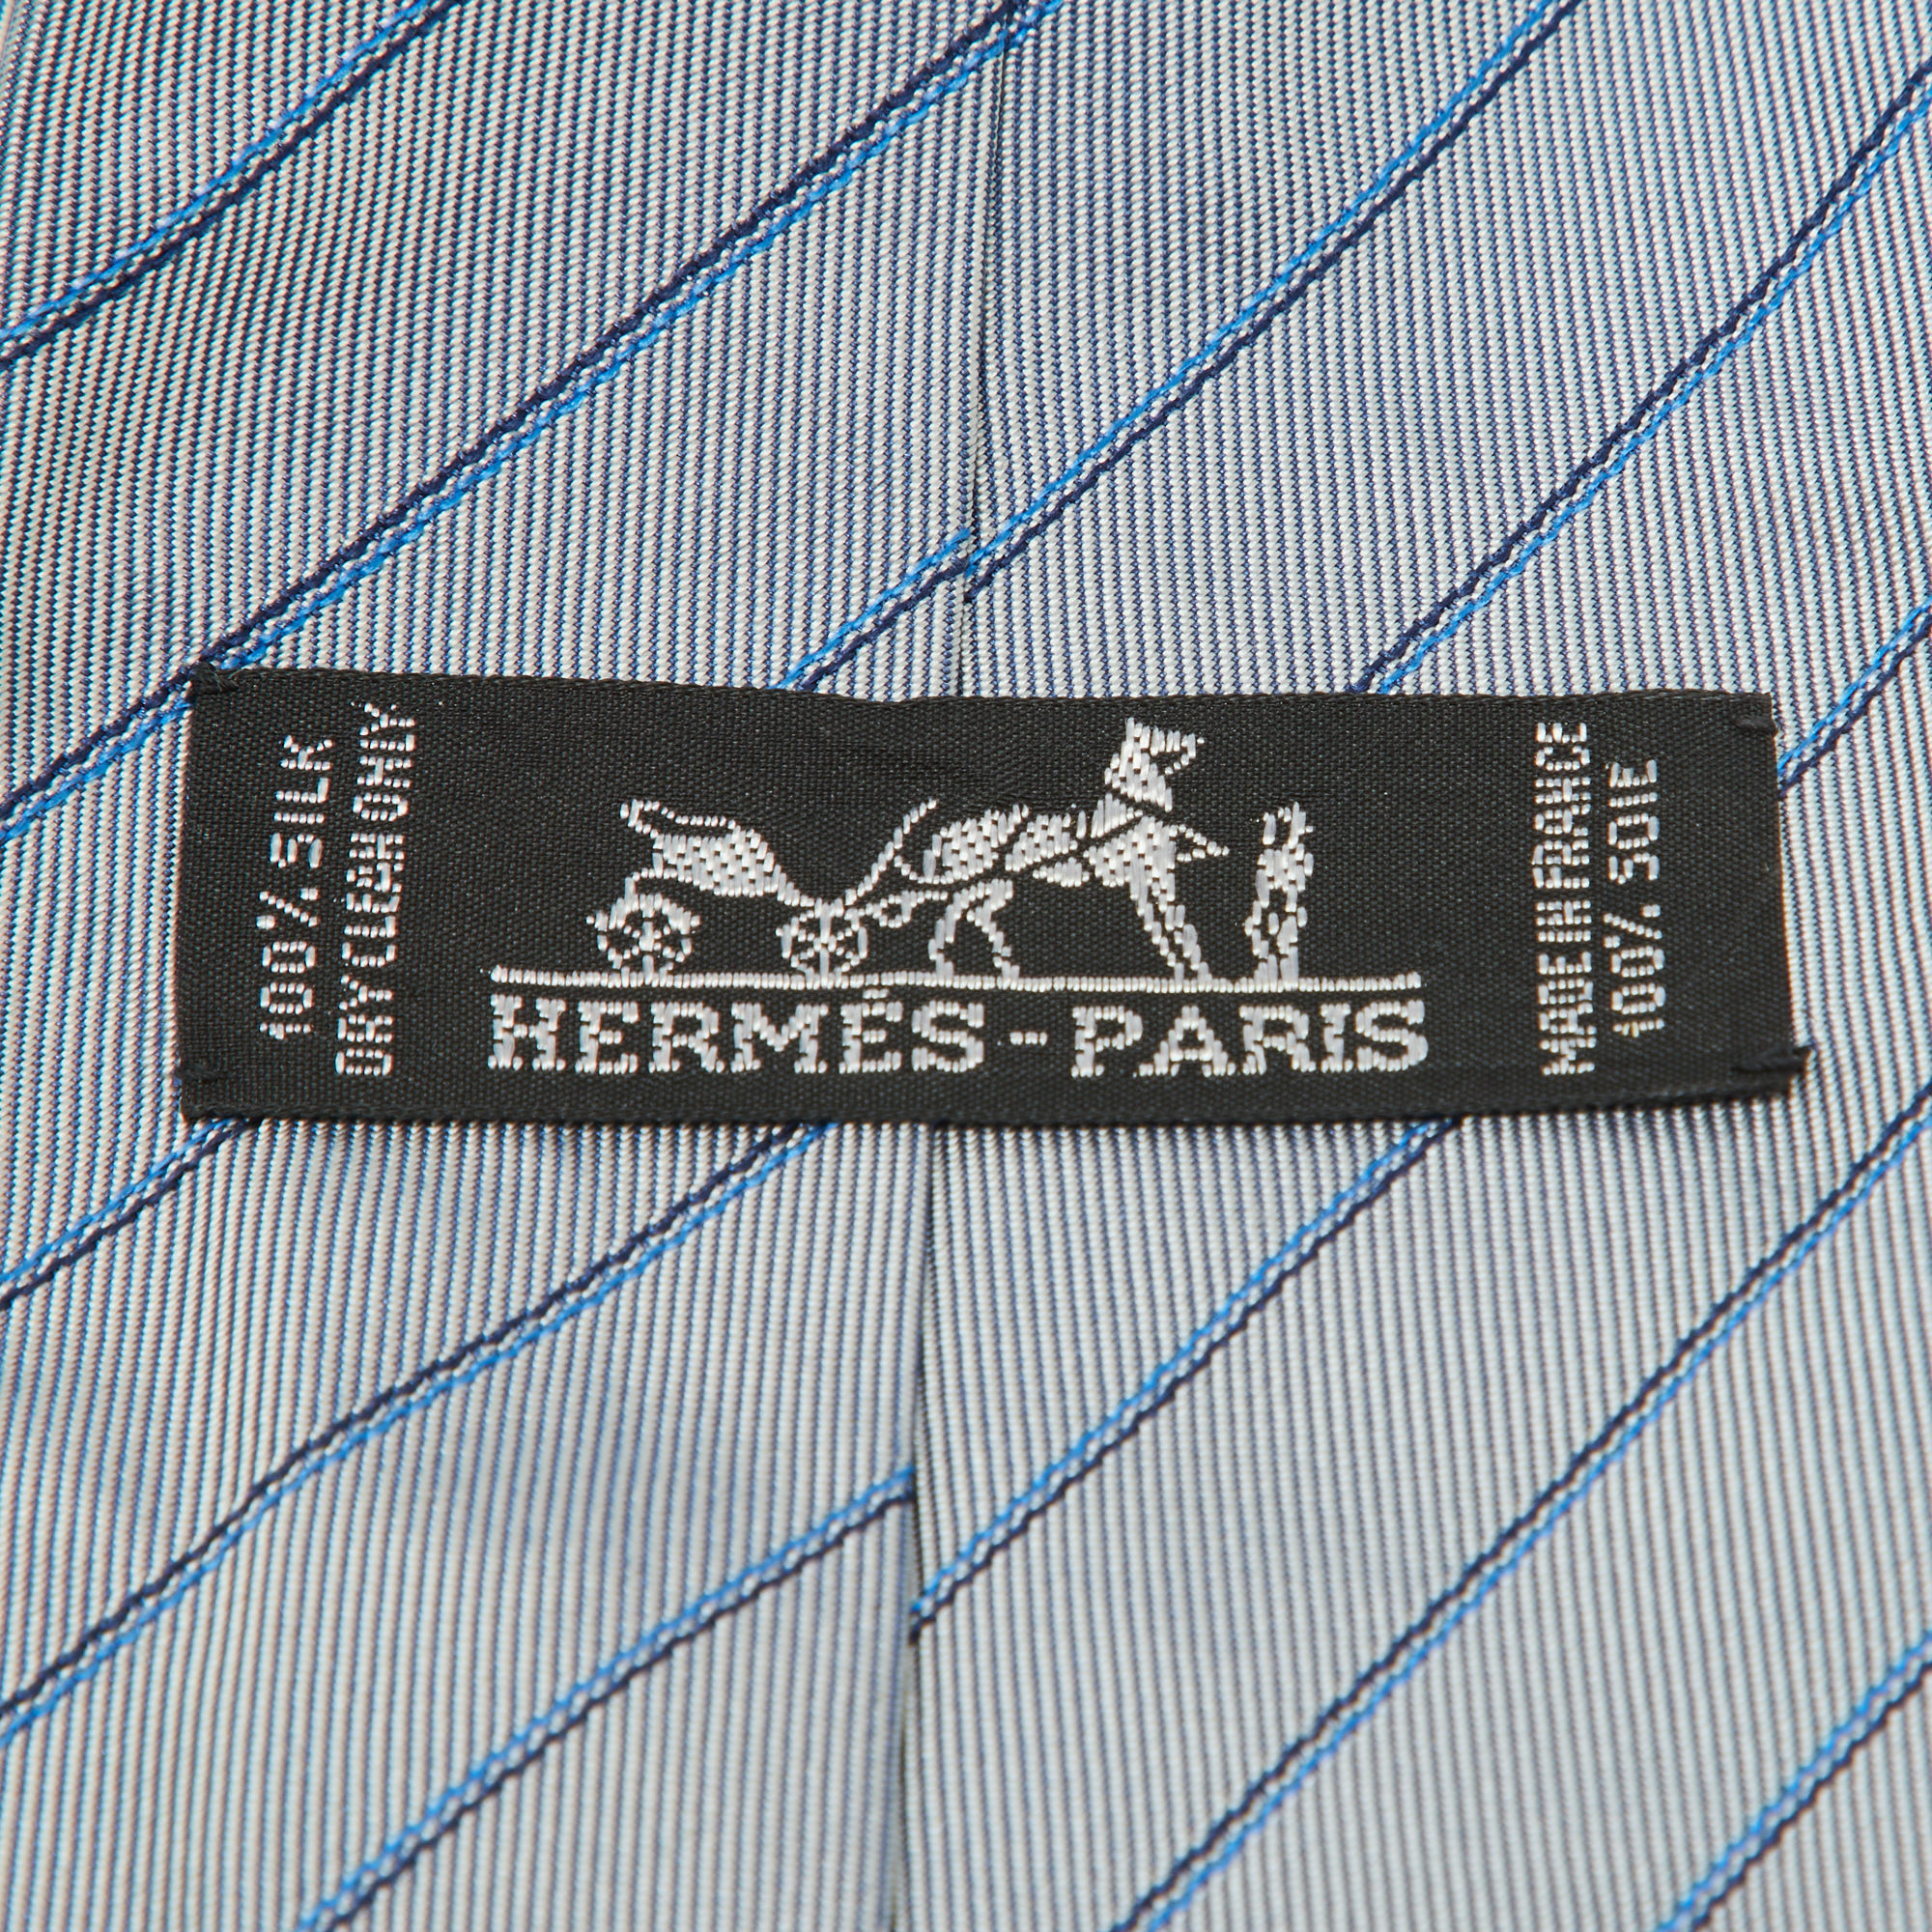 100% SILK
DRY CLEAN ONLY
HERMÈS - PARIS
MADE IN FRANCE
100% SOIE